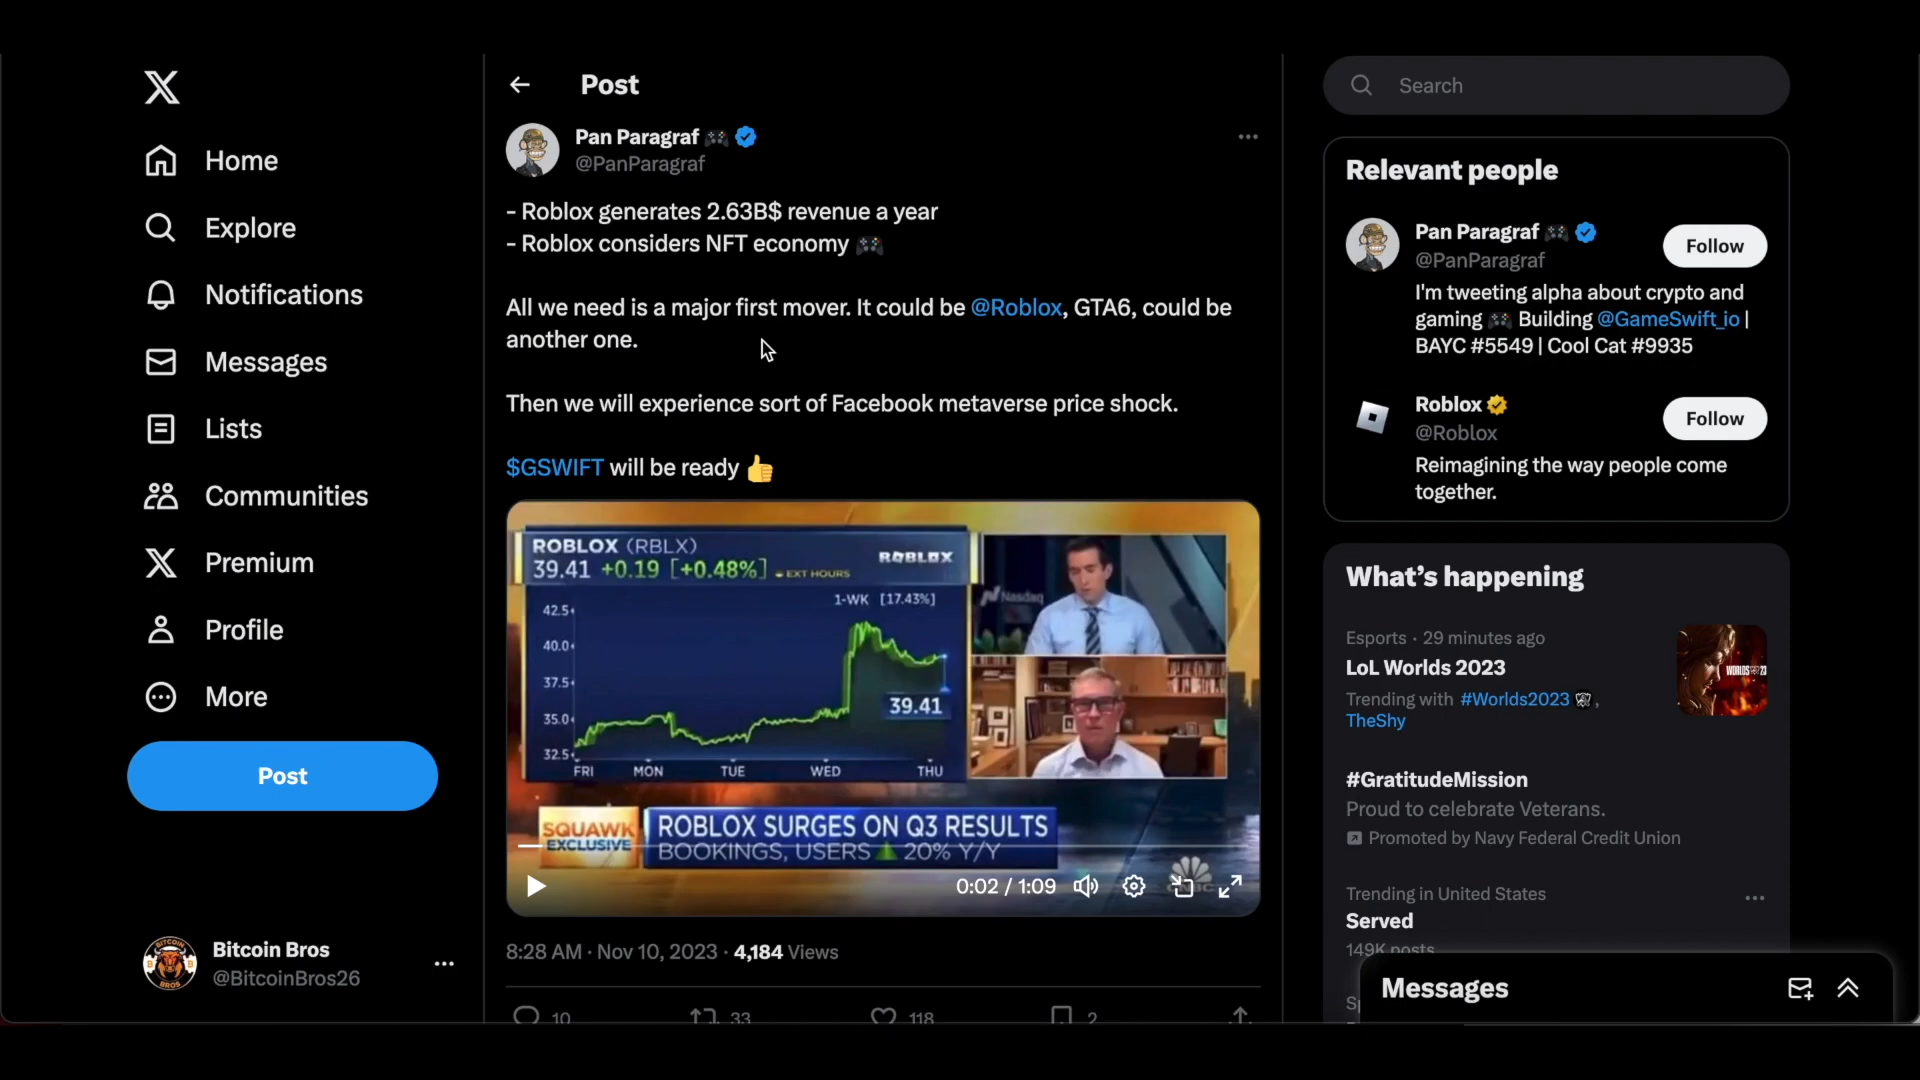 Post
Search
Pan Paragraf
@PanParagraf
- Roblox generates 2.63B$ revenue a year
- Roblox considers NFT economy
All we need is a major first mover. It could be @Roblox, GTA6, could be
another one.
Then we will experience sort of Facebook metaverse price shock.
$GSWIFT will be ready
ROBLOX (RBLX)
39.41 +0.19 [+0.48%] EXT HOURS
ROBLOX
1-WK [17.43%]
42.5
40.0
37.5
35.0
32.5
39.41
FRI MON TUE WED THU
Nasdaq
SQUAWK
EXCLUSIVE
ROBLOX SURGES ON Q3 RESULTS
BOOKINGS, USERS 20% Y/Y
0:02 / 1:09
8:28 AM · Nov 10, 2023 · 4,184 Views
10 33 118 2
Home
Explore
Notifications
Messages
Lists
Communities
Premium
Profile
More
Post
BITCOIN
BROS
Bitcoin Bros
@BitcoinBros26
Relevant people
Pan Paragraf
@PanParagraf
Follow
I'm tweeting alpha about crypto and
gaming Building @GameSwift_io |
BAYC #5549 | Cool Cat #9935
Roblox
@Roblox
Follow
Reimagining the way people come
together.
What's happening
Esports · 29 minutes ago
LoL Worlds 2023
Trending with #Worlds2023 ,
TheShy
#GratitudeMission
Proud to celebrate Veterans.
Promoted by Navy Federal Credit Union
Trending in United States
Served
149K posts
Messages